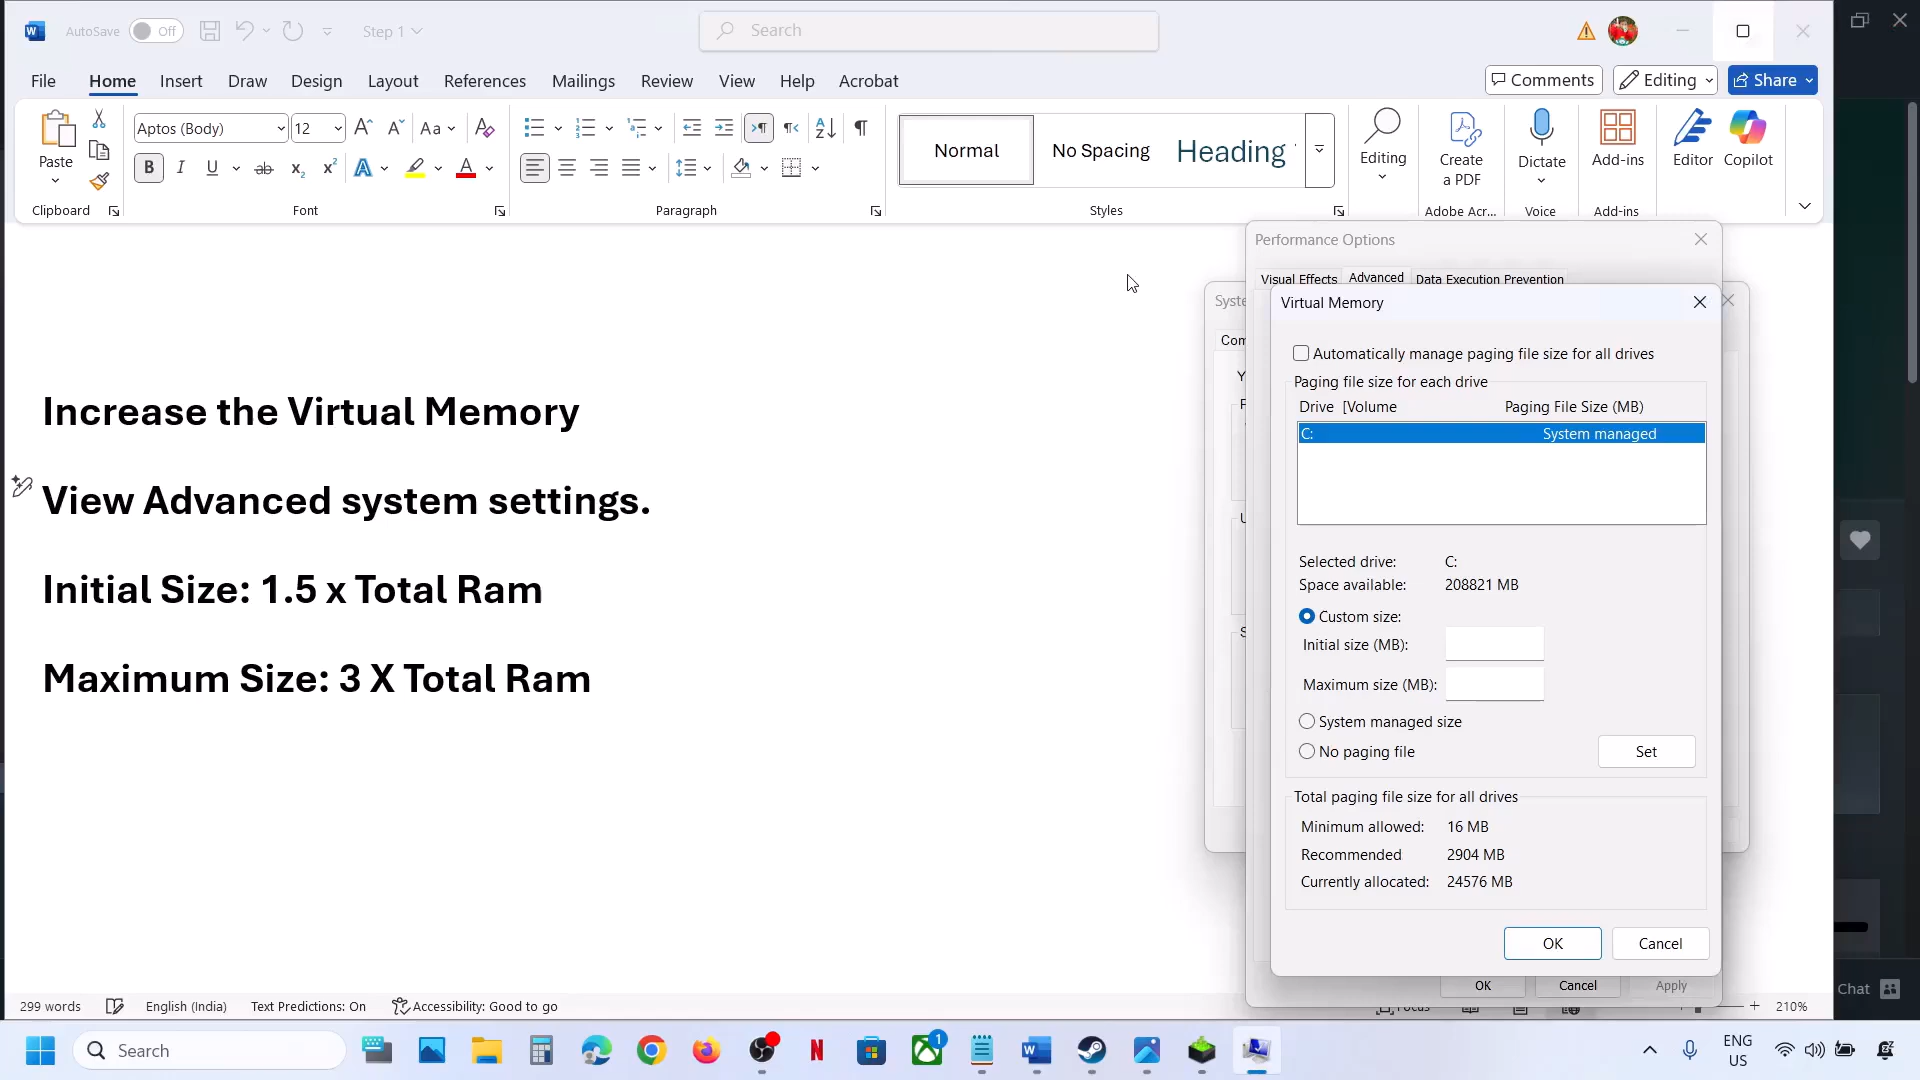 AutoSave
Off
Step 1
Search
File
Home
Insert
Draw
Design
Layout
References
Mailings
Review
View
Help
Acrobat
Comments
Editing
Share
Paste
Clipboard
Aptos (Body)
12
Font
Paragraph
Normal
No Spacing
Heading
Styles
Editing
Create
a PDF
Adobe Acr...
Dictate
Voice
Add-ins
Add-ins
Editor
Copilot
Increase the Virtual Memory
View Advanced system settings.
Initial Size: 1.5 x Total Ram
Maximum Size: 3 X Total Ram
Performance Options
Visual Effects
Advanced
Data Execution Prevention
Syste
Com
Virtual Memory
Automatically manage paging file size for all drives
Paging file size for each drive
Drive [Volume
Paging File Size (MB)
C:
System managed
Selected drive: C:
Space available: 208821 MB
Custom size:
Initial size (MB):
Maximum size (MB):
System managed size
No paging file
Set
Total paging file size for all drives
Minimum allowed: 16 MB
Recommended 2904 MB
Currently allocated: 24576 MB
OK
Cancel
OK
Cancel
Apply
Chat
299 words
English (India)
Text Predictions: On
Accessibility: Good to go
Focus
210%
Search
1
ENG
US